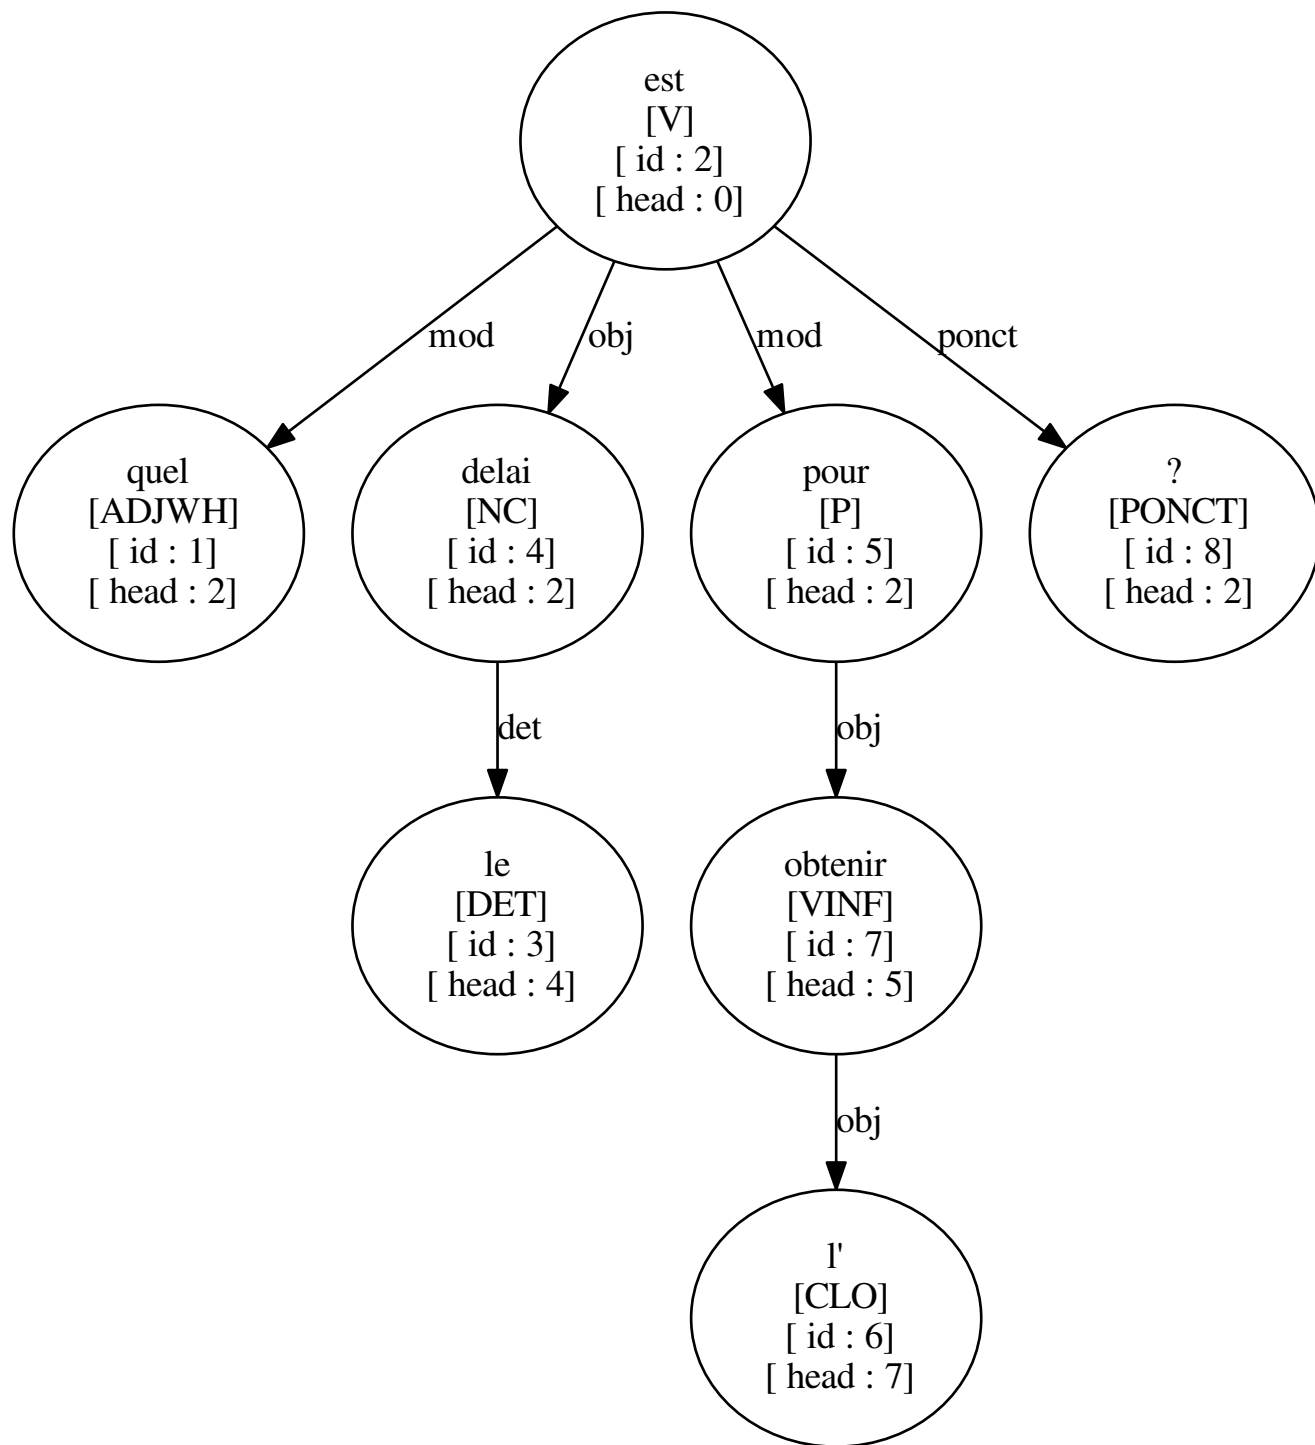 est
[V]
[ id : 2]
[ head : 0]
mod
obj
mod
ponct
quel
[ADJWH]
[ id : 1]
[ head : 2]
delai
[NC]
[ id : 4]
[ head : 2]
pour
[P]
[ id : 5]
[ head : 2]
?
[PONCT]
[ id : 8]
[ head : 2]
det
obj
le
[DET]
[ id : 3]
[ head : 4]
obtenir
[VINF]
[ id : 7]
[ head : 5]
obj
l'
[CLO]
[ id : 6]
[ head : 7]